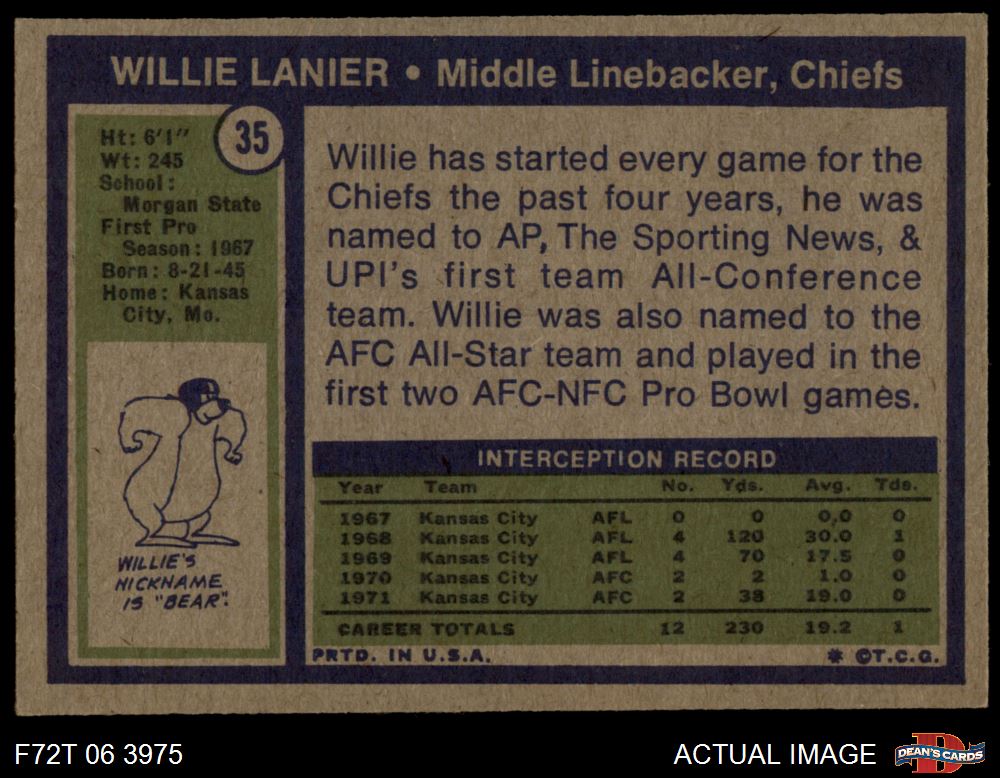 WILLIE LANIER • Middle Linebacker, Chiefs
35
Ht: 6'1"
Wt: 245
School:
Morgan State
First Pro
Season: 1967
Born: 8-21-45
Home: Kansas
City, Mo.
WILLIE'S
NICKNAME
IS "BEAR".
Willie has started every game for the
Chiefs the past four years, he was
named to AP, The Sporting News, &
UPI's first team All-Conference
team. Willie was also named to the
AFC All-Star team and played in the
first two AFC-NFC Pro Bowl games.
INTERCEPTION RECORD
Year Team No. Yds. Avg. Tds.
1967 Kansas City AFL 0 0 0.0 0
1968 Kansas City AFL 4 120 30.0 1
1969 Kansas City AFL 4 70 17.5 0
1970 Kansas City AFC 2 2 1.0 0
1971 Kansas City AFC 2 38 19.0 0
CAREER TOTALS 12 230 19.2 1
PRTD. IN U.S.A. * ©T.C.G.
F72T 06 3975 ACTUAL IMAGE
D
DEAN'S CARDS